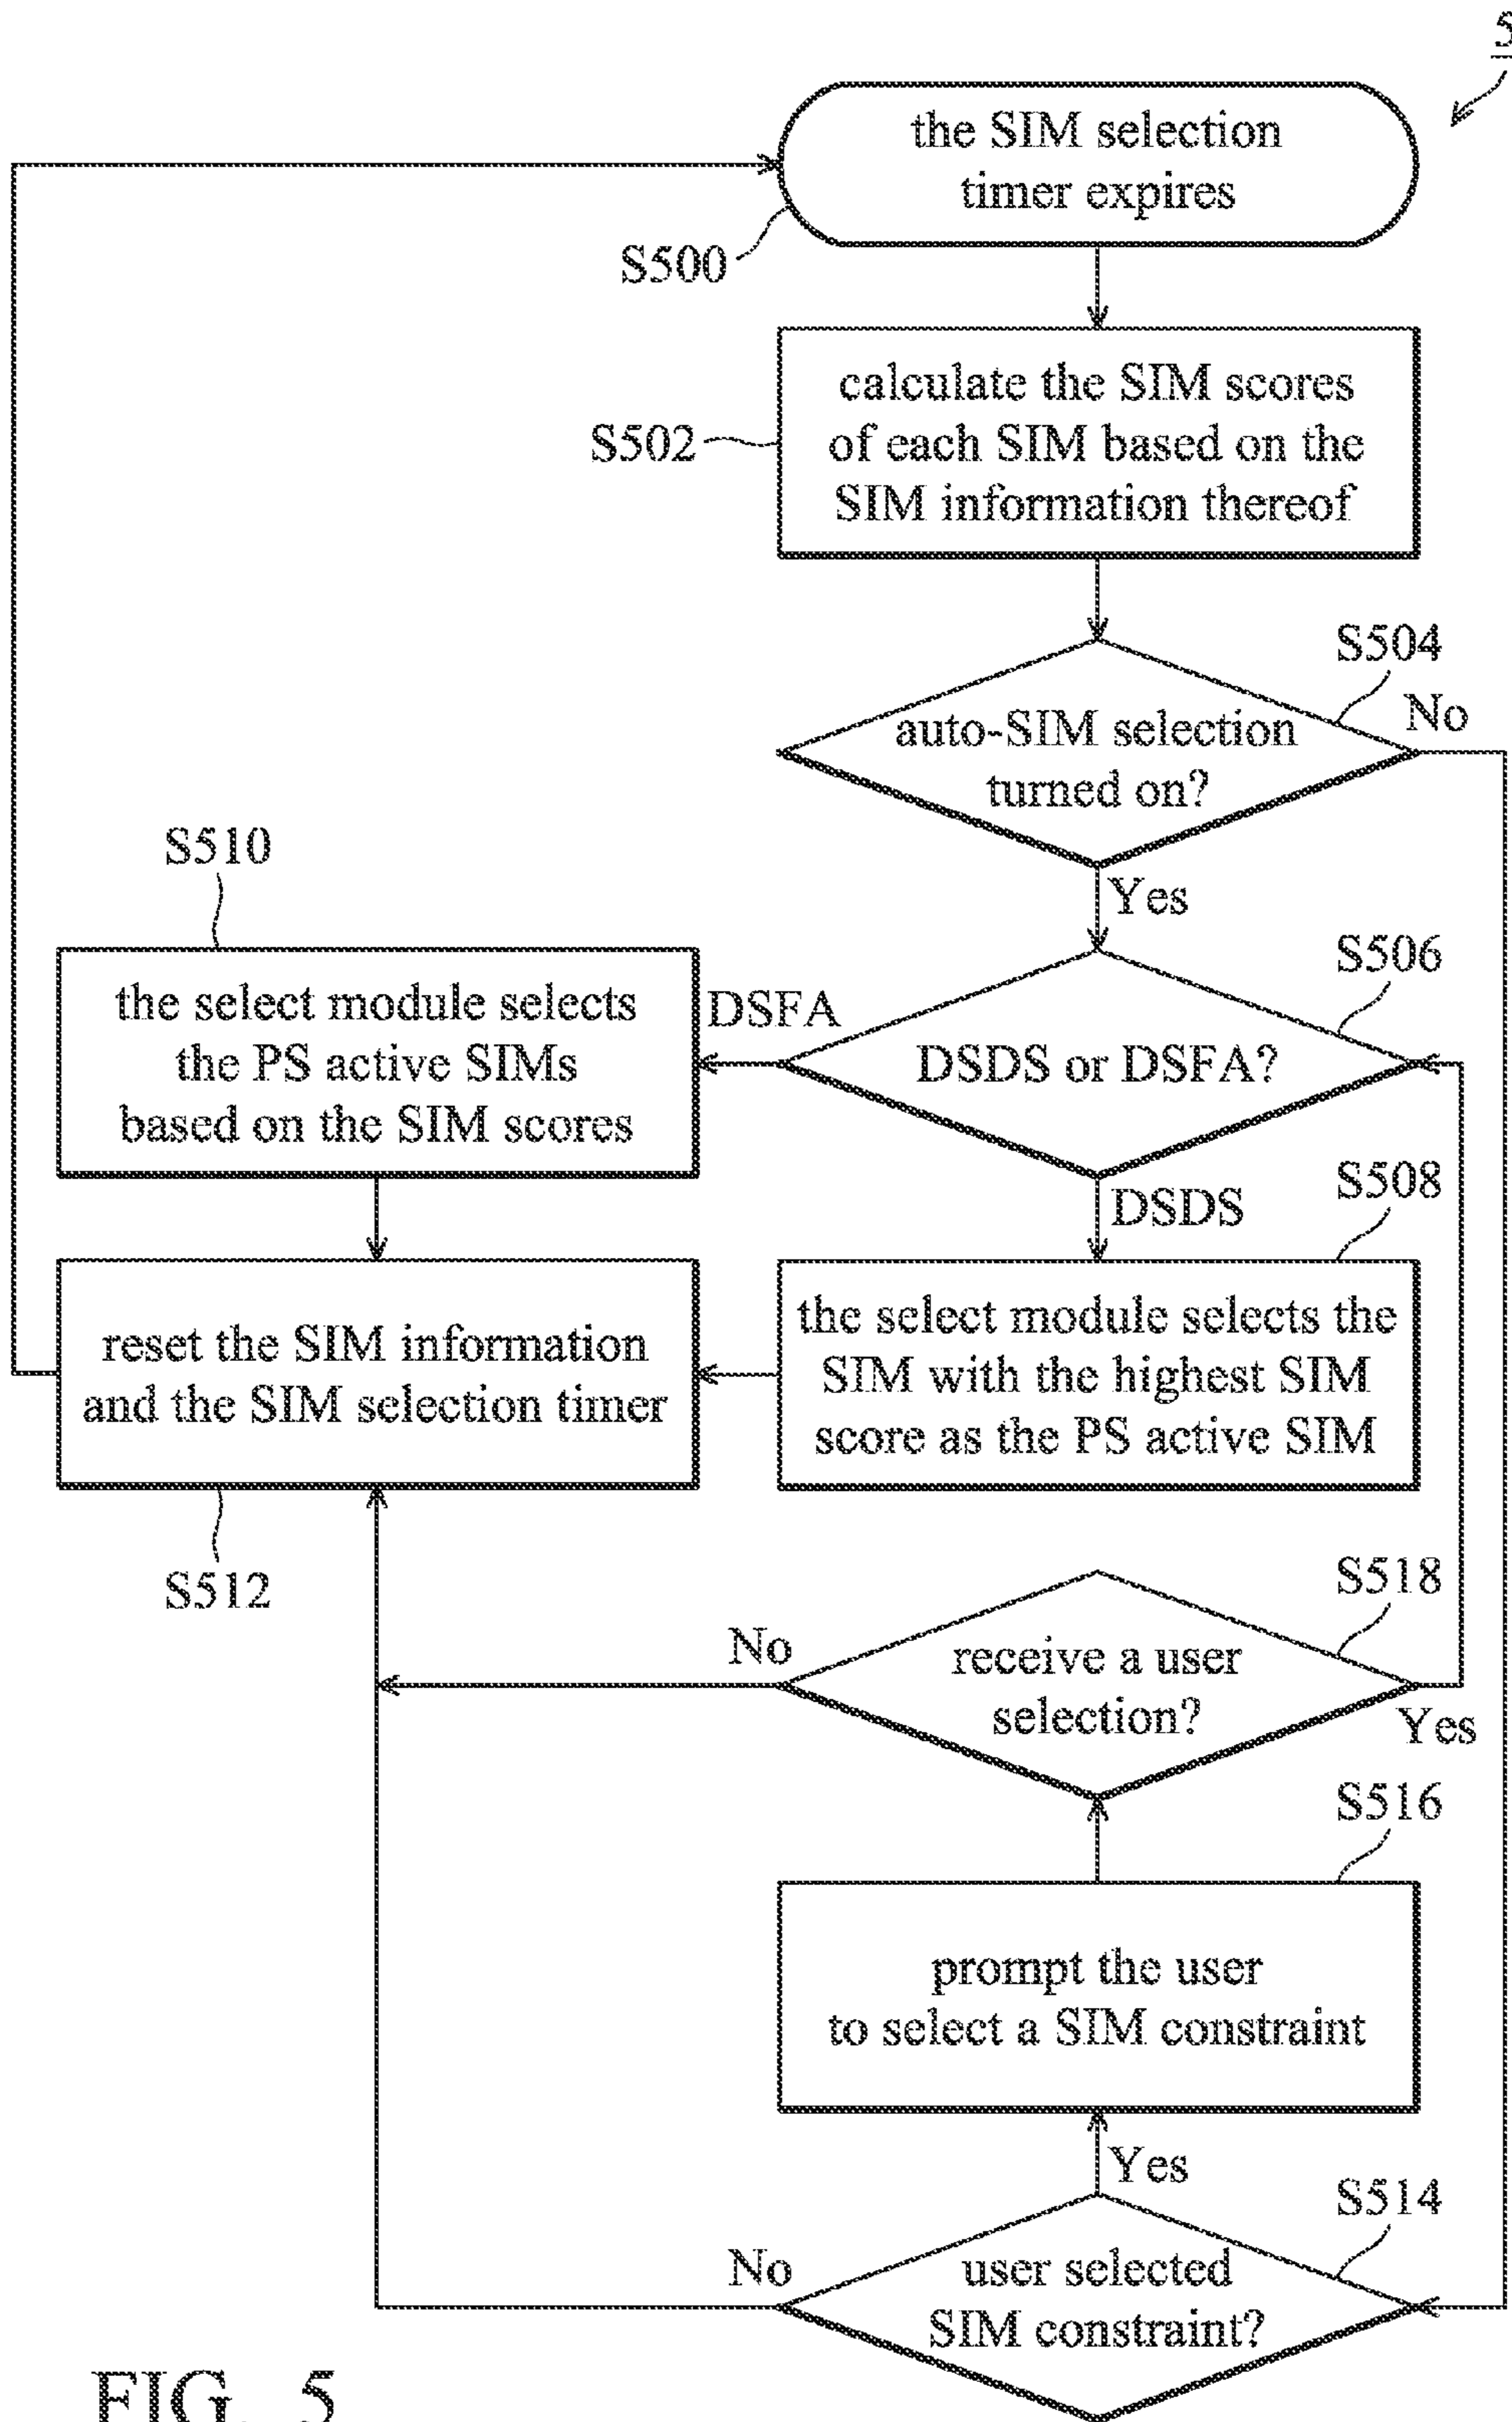 5
the SIM selection
timer expires
S500
calculate the SIM scores
of each SIM based on the
SIM information thereof
S502
S504
auto-SIM selection
turned on?
No
Yes
S510
S506
the select module selects
the PS active SIMs
based on the SIM scores
DSFA
DSDS or DSFA?
DSDS
S508
reset the SIM information
and the SIM selection timer
the select module selects the
SIM with the highest SIM
score as the PS active SIM
S512
S518
No
receive a user
selection?
Yes
S516
prompt the user
to select a SIM constraint
Yes
S514
No
user selected
SIM constraint?
FIG. 5